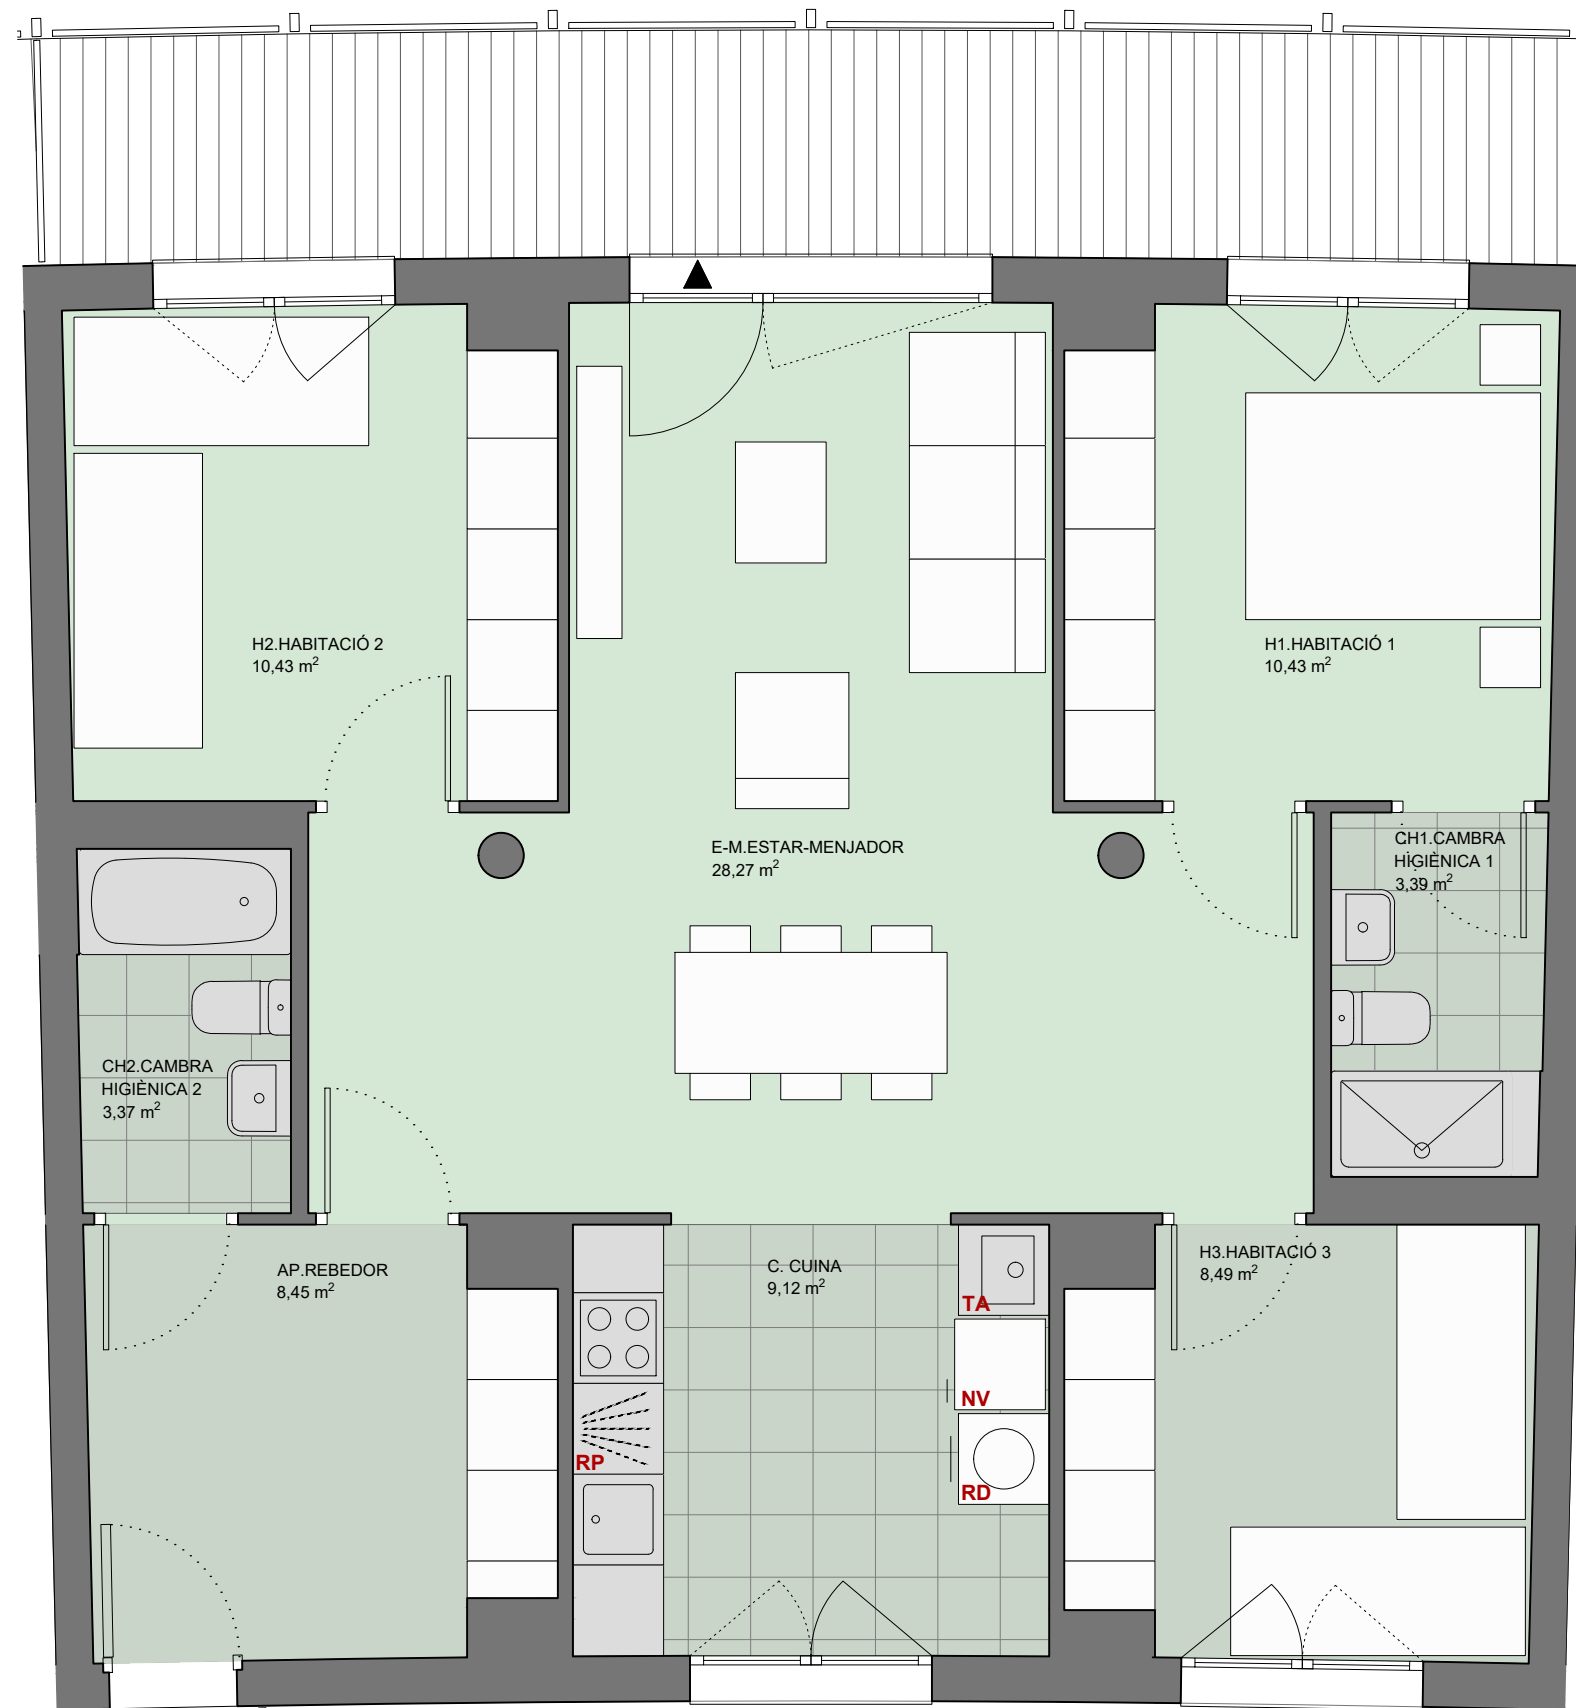 H2.HABITACIÓ 2
10,43 m²
H1.HABITACIÓ 1
10,43 m²
E-M.ESTAR-MENJADOR
28,27 m²
CH1.CAMBRA
HIGIÈNICA 1
3,39 m²
CH2.CAMBRA
HIGIÈNICA 2
3,37 m²
AP.REBEDOR
8,45 m²
C. CUINA
9,12 m²
H3.HABITACIÓ 3
8,49 m²
TA
NV
RP
RD